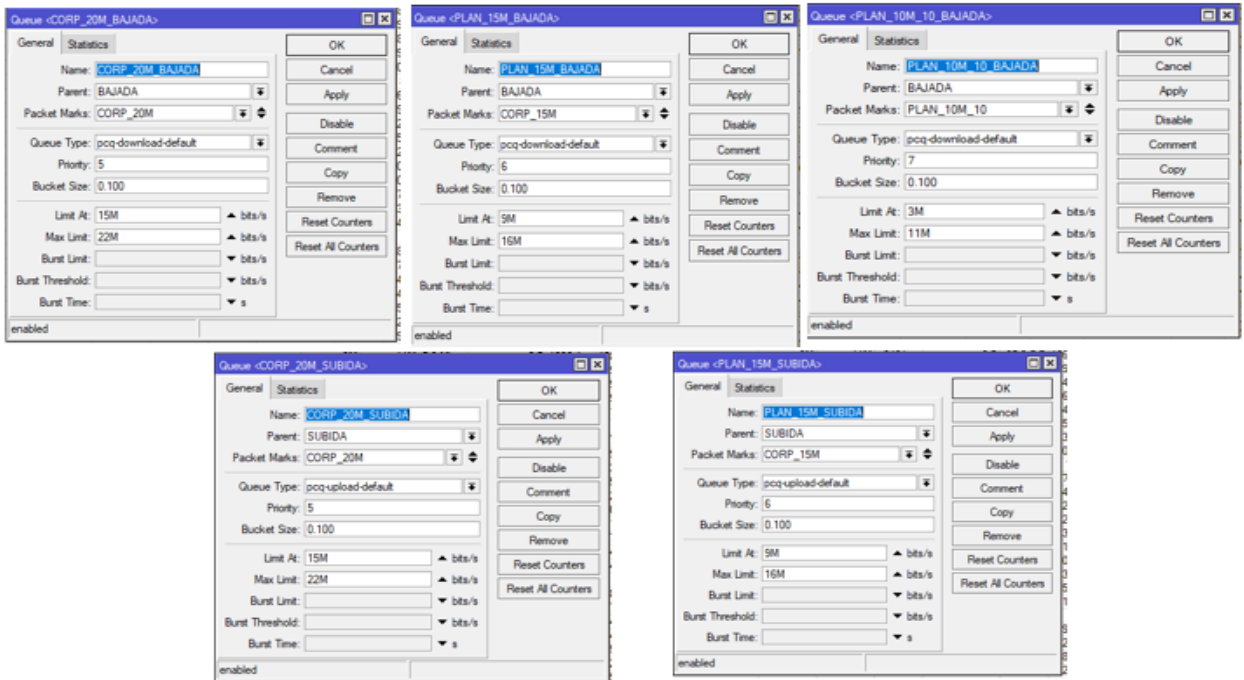 Queue <CORP_20M_BAJADA>
General Statistics
Name: CORP_20M_BAJADA
Parent: BAJADA
Packet Marks: CORP_20M
Queue Type: pcq-download-default
Priority: 5
Bucket Size: 0.100
Limit At: 15M bits/s
Max Limit: 22M bits/s
Burst Limit: bits/s
Burst Threshold: bits/s
Burst Time: s
enabled
OK
Cancel
Apply
Disable
Comment
Copy
Remove
Reset Counters
Reset All Counters
Queue <PLAN_15M_BAJADA>
General Statistics
Name: PLAN_15M_BAJADA
Parent: BAJADA
Packet Marks: CORP_15M
Queue Type: pcq-download-default
Priority: 6
Bucket Size: 0.100
Limit At: 9M bits/s
Max Limit: 16M bits/s
Burst Limit: bits/s
Burst Threshold: bits/s
Burst Time: s
enabled
OK
Cancel
Apply
Disable
Comment
Copy
Remove
Reset Counters
Reset All Counters
Queue <PLAN_10M_10_BAJADA>
General Statistics
Name: PLAN_10M_10_BAJADA
Parent: BAJADA
Packet Marks: PLAN_10M_10
Queue Type: pcq-download-default
Priority: 7
Bucket Size: 0.100
Limit At: 3M bits/s
Max Limit: 11M bits/s
Burst Limit: bits/s
Burst Threshold: bits/s
Burst Time: s
enabled
OK
Cancel
Apply
Disable
Comment
Copy
Remove
Reset Counters
Reset All Counters
Queue <CORP_20M_SUBIDA>
General Statistics
Name: CORP_20M_SUBIDA
Parent: SUBIDA
Packet Marks: CORP_20M
Queue Type: pcq-upload-default
Priority: 5
Bucket Size: 0.100
Limit At: 15M bits/s
Max Limit: 22M bits/s
Burst Limit: bits/s
Burst Threshold: bits/s
Burst Time: s
enabled
OK
Cancel
Apply
Disable
Comment
Copy
Remove
Reset Counters
Reset All Counters
Queue <PLAN_15M_SUBIDA>
General Statistics
Name: PLAN_15M_SUBIDA
Parent: SUBIDA
Packet Marks: CORP_15M
Queue Type: pcq-upload-default
Priority: 6
Bucket Size: 0.100
Limit At: 9M bits/s
Max Limit: 16M bits/s
Burst Limit: bits/s
Burst Threshold: bits/s
Burst Time: s
enabled
OK
Cancel
Apply
Disable
Comment
Copy
Remove
Reset Counters
Reset All Counters